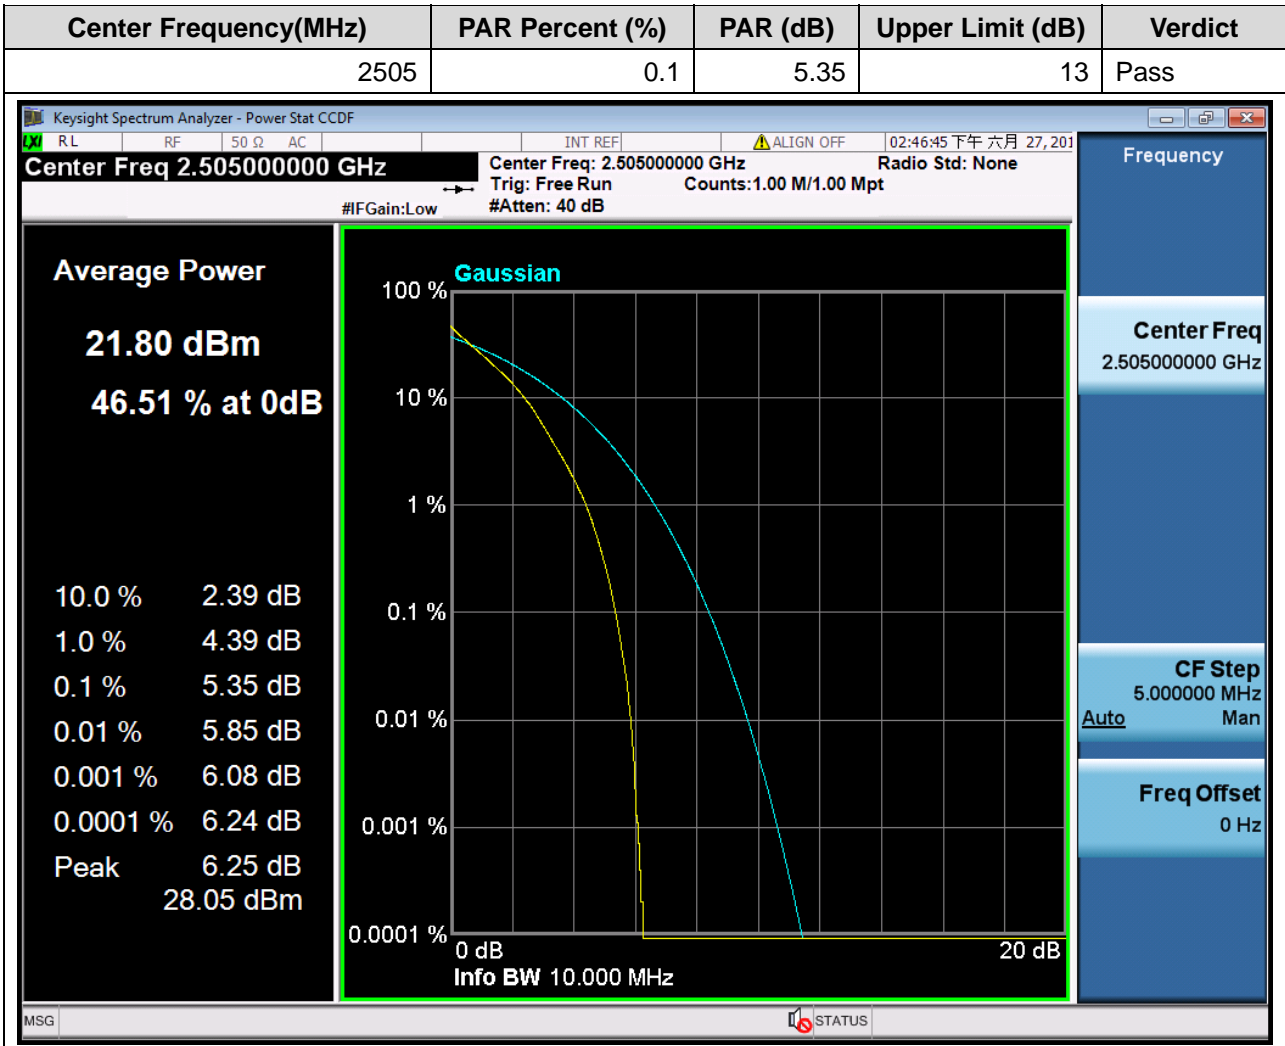 Center Frequency(MHz) PAR Percent (%) PAR (dB) Upper Limit (dB) Verdict
2505 0.1 5.35 13 Pass
Keysight Spectrum Analyzer - Power Stat CCDF
LXI RL RF 50 Ω AC INT REF ALIGN OFF 02:46:45 下午 六月 27, 201
Center Freq 2.505000000 GHz
#IFGain:Low
Center Freq: 2.505000000 GHz
Trig: Free Run Counts:1.00 M/1.00 Mpt
#Atten: 40 dB
Radio Std: None
Average Power
21.80 dBm
46.51 % at 0dB
10.0 % 2.39 dB
1.0 % 4.39 dB
0.1 % 5.35 dB
0.01 % 5.85 dB
0.001 % 6.08 dB
0.0001 % 6.24 dB
Peak 6.25 dB
28.05 dBm
Gaussian
100 %
10 %
1 %
0.1 %
0.01 %
0.001 %
0.0001 %
0 dB 20 dB
Info BW 10.000 MHz
Frequency
Center Freq
2.505000000 GHz
CF Step
5.000000 MHz
Auto Man
Freq Offset
0 Hz
MSG STATUS